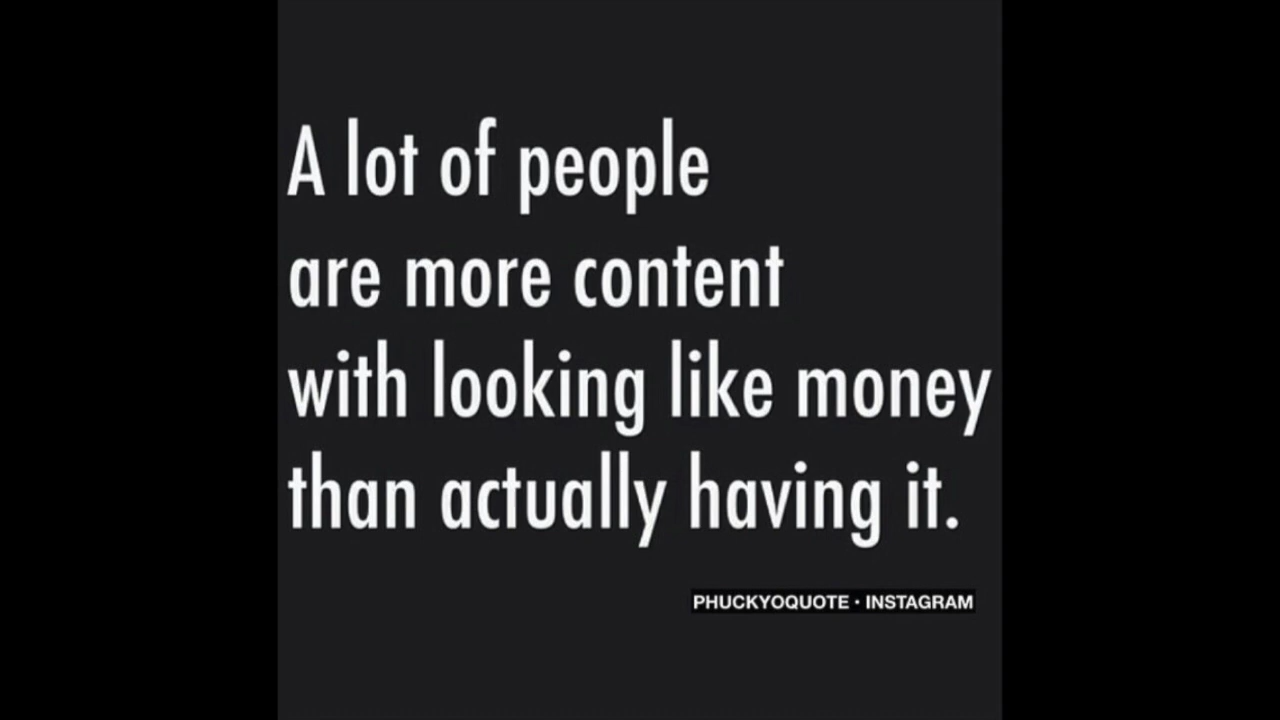 A lot of people
are more content
with looking like money
than actually having it.
PHUCKYOQUOTE • INSTAGRAM